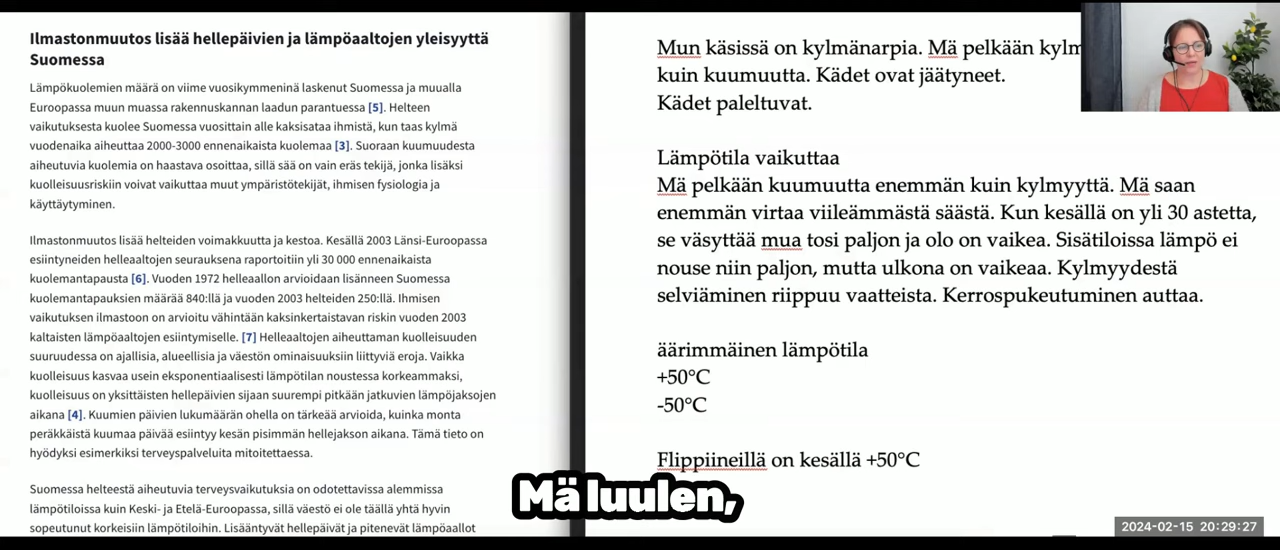 Ilmastonmuutos lisää hellepäivien ja lämpöaaltojen yleisyyttä
Suomessa
Lämpökuolemien määrä on viime vuosikymmeninä laskenut Suomessa ja muualla
Euroopassa muun muassa rakennuskannan laadun parantuessa [5]. Helteen
vaikutuksesta kuolee Suomessa vuosittain alle kaksisataa ihmistä, kun taas kylmä
vuodenaika aiheuttaa 2000-3000 ennenaikaista kuolemaa [3]. Suoraan kuumuudesta
aiheutuvia kuolemia on haastava osoittaa, sillä sää on vain eräs tekijä, jonka lisäksi
kuolleisuusriskiin voivat vaikuttaa muut ympäristötekijät, ihmisen fysiologia ja
käyttäytyminen.
Ilmastonmuutos lisää helteiden voimakkuutta ja kestoa. Kesällä 2003 Länsi-Euroopassa
esiintyneiden helleaaltojen seurauksena raportoitiin yli 30 000 ennenaikaista
kuolemantapausta [6]. Vuoden 1972 helleaallon arvioidaan lisänneen Suomessa
kuolemantapauksien määrää 840:llä ja vuoden 2003 helteiden 250:llä. Ihmisen
vaikutuksen ilmastoon on arvioitu vähintään kaksinkertaistavan riskin vuoden 2003
kaltaisten lämpöaaltojen esiintymiselle. [7] Helleaaltojen aiheuttaman kuolleisuuden
suuruudessa on ajallisia, alueellisia ja väestön ominaisuuksiin liittyviä eroja. Vaikka
kuolleisuus kasvaa usein eksponentiaalisesti lämpötilan noustessa korkeammaksi,
kuolleisuus on yksittäisten hellepäivien sijaan suurempi pitkään jatkuvien lämpöjaksojen
aikana [4]. Kuumien päivien lukumäärän ohella on tärkeää arvioida, kuinka monta
peräkkäistä kuumaa päivää esiintyy kesän pisimmän hellejakson aikana. Tämä tieto on
hyödyksi esimerkiksi terveyspalveluita mitoitettaessa.
Suomessa helteestä aiheutuvia terveysvaikutuksia on odotettavissa alemmissa
lämpötiloissa kuin Keski- ja Etelä-Euroopassa, sillä väestö ei ole täällä yhtä hyvin
sopeutunut korkeisiin lämpötiloihin. Lisääntyvät hellepäivät ja pitenevät lämpöaallot
Mun käsissä on kylmänarpia. Mä pelkään kylm
kuin kuumuutta. Kädet ovat jäätyneet.
Kädet paleltuvat.
Lämpötila vaikuttaa
Mä pelkään kuumuutta enemmän kuin kylmyyttä. Mä saan
enemmän virtaa viileämmästä säästä. Kun kesällä on yli 30 astetta,
se väsyttää mua tosi paljon ja olo on vaikea. Sisätiloissa lämpö ei
nouse niin paljon, mutta ulkona on vaikeaa. Kylmyydestä
selviäminen riippuu vaatteista. Kerrospukeutuminen auttaa.
äärimmäinen lämpötila
+50°C
-50°C
Flippiineillä on kesällä +50°C
Mä luulen,
2024-02-15 20:29:27